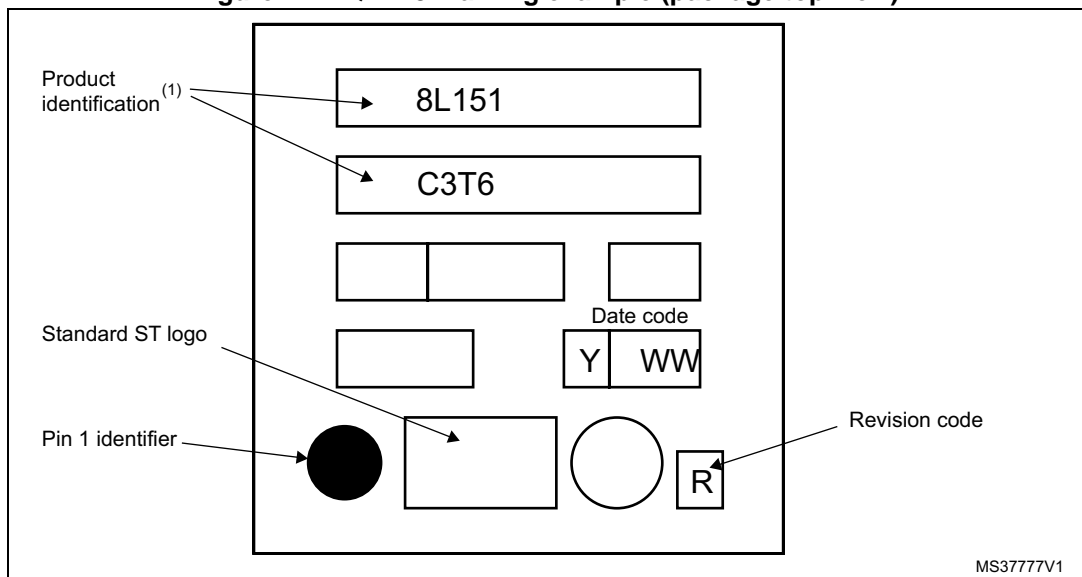 Product
identification (1)
8L151
C3T6
Date code
Standard ST logo
Y WW
Pin 1 identifier
Revision code
R
MS37777V1